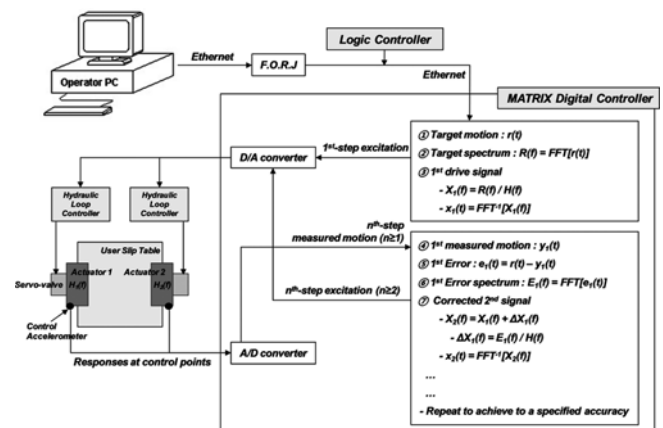 Operator PC
Ethernet
F.O.R.J
Logic Controller
Ethernet
MATRIX Digital Controller
① Target motion : r(t)
② Target spectrum : R(f) = FFT[r(t)]
③ 1st drive signal
- X₁(f) = R(f) / H(f)
- x₁(t) = FFT⁻¹[X₁(f)]
1st-step excitation
D/A converter
Hydraulic
Loop
Controller
Hydraulic
Loop
Controller
nth-step
measured motion (n≥1)
④ 1st measured motion : y₁(t)
⑤ 1st Error : e₁(t) = r(t) – y₁(t)
⑥ 1st Error spectrum : E₁(f) = FFT[e₁(t)]
⑦ Corrected 2nd signal
- X₂(f) = X₁(f) + ΔX₁(f)
- ΔX₁(f) = E₁(f) / H(f)
- x₂(t) = FFT⁻¹[X₂(f)]
...
...
- Repeat to achieve to a specified accuracy
User Slip Table
Actuator 1
Actuator 2
Servo-valve
H₁(f)
H₂(f)
nth-step excitation (n≥2)
Control
Accelerometer
Responses at control points
A/D converter